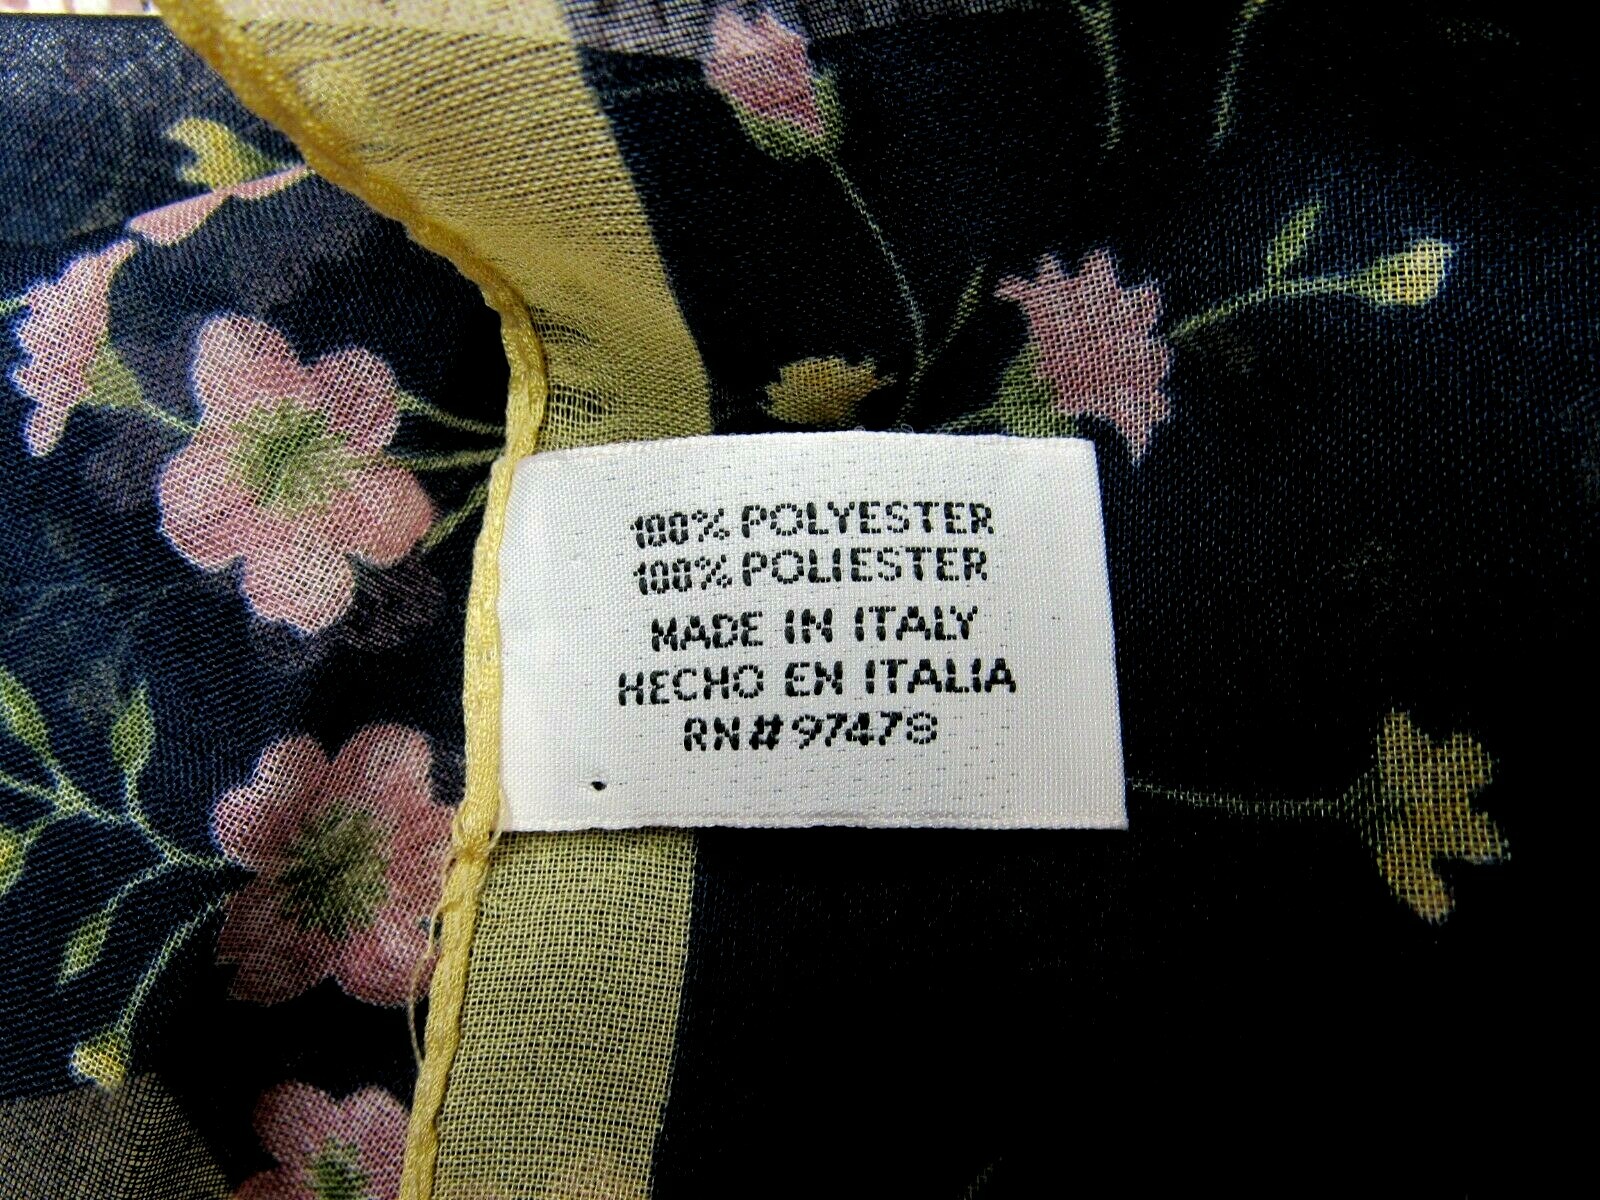 100% POLYESTER
100% POLIESTER
MADE IN ITALY
HECHO EN ITALIA
RN# 97478